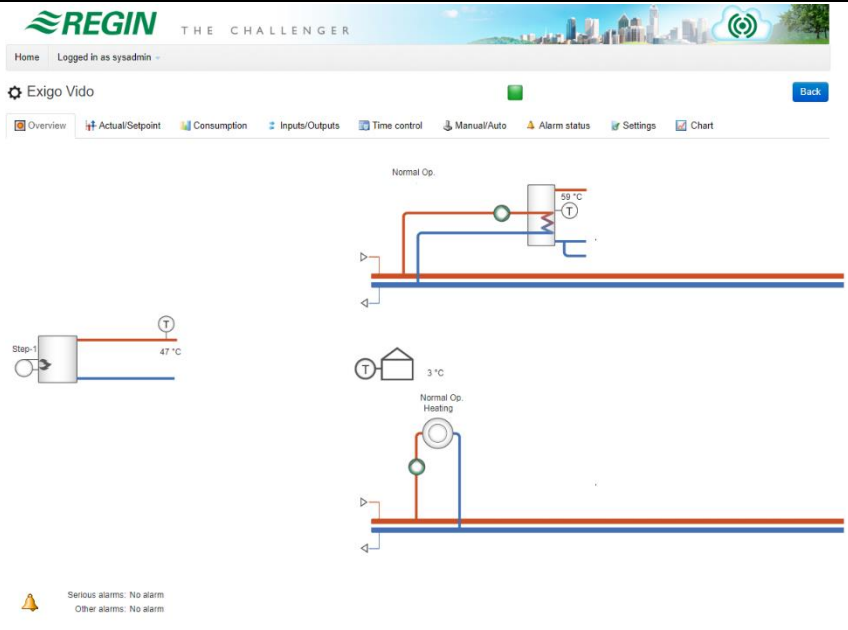 REGIN THE CHALLENGER
Home Logged in as sysadmin
Exigo Vido
Back
Overview Actual/Setpoint Consumption Inputs/Outputs Time control Manual/Auto Alarm status Settings Chart
Normal Op.
59 °C
T
T
Step-1
47 °C
T
3 °C
Normal Op.
Heating
Serious alarms: No alarm
Other alarms: No alarm